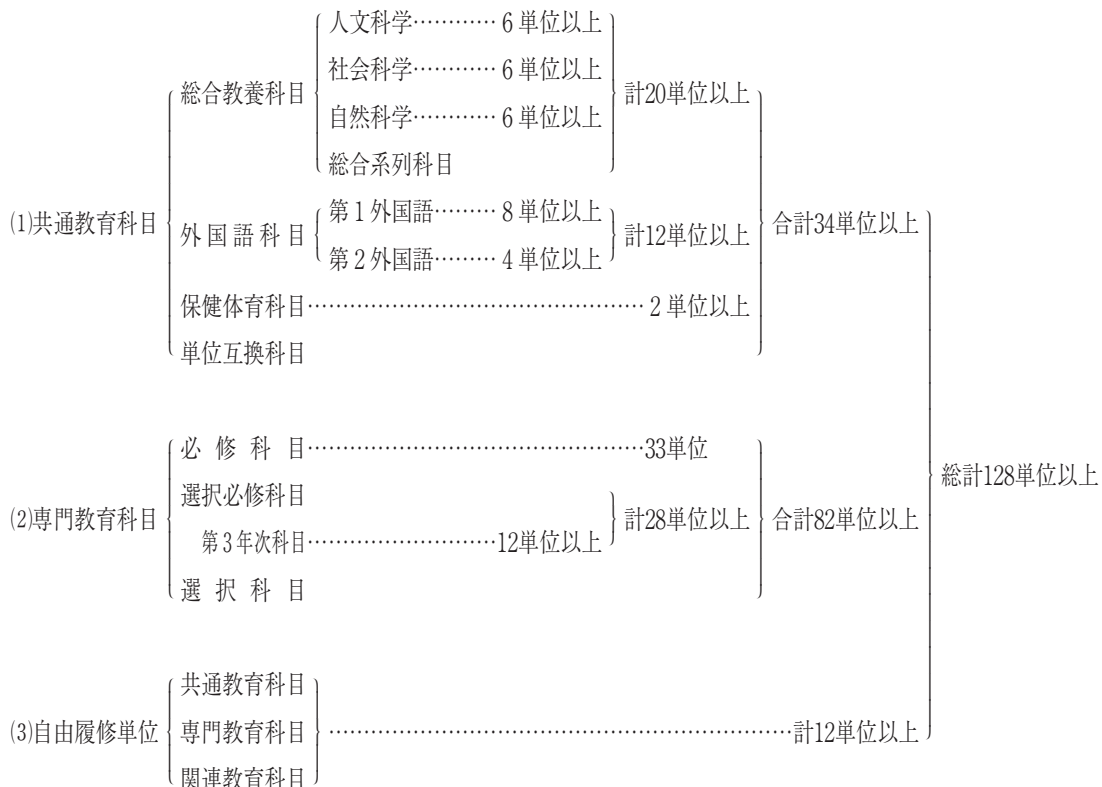 人文科学………… 6 単位以上
社会科学………… 6 単位以上
総合教養科目 計20単位以上
自然科学………… 6 単位以上
総合系列科目
第1外国語……… 8 単位以上
(1)共通教育科目 外国語科目 計12単位以上 合計34単位以上
第2外国語……… 4 単位以上
保健体育科目………………………………………… 2 単位以上
単位互換科目
必修科目…………………………………………33単位
総計128単位以上
選択必修科目
(2)専門教育科目 計28単位以上 合計82単位以上
第3年次科目………………………12単位以上
選択科目
共通教育科目
(3)自由履修単位 専門教育科目 …………………………………………………………計12単位以上
関連教育科目